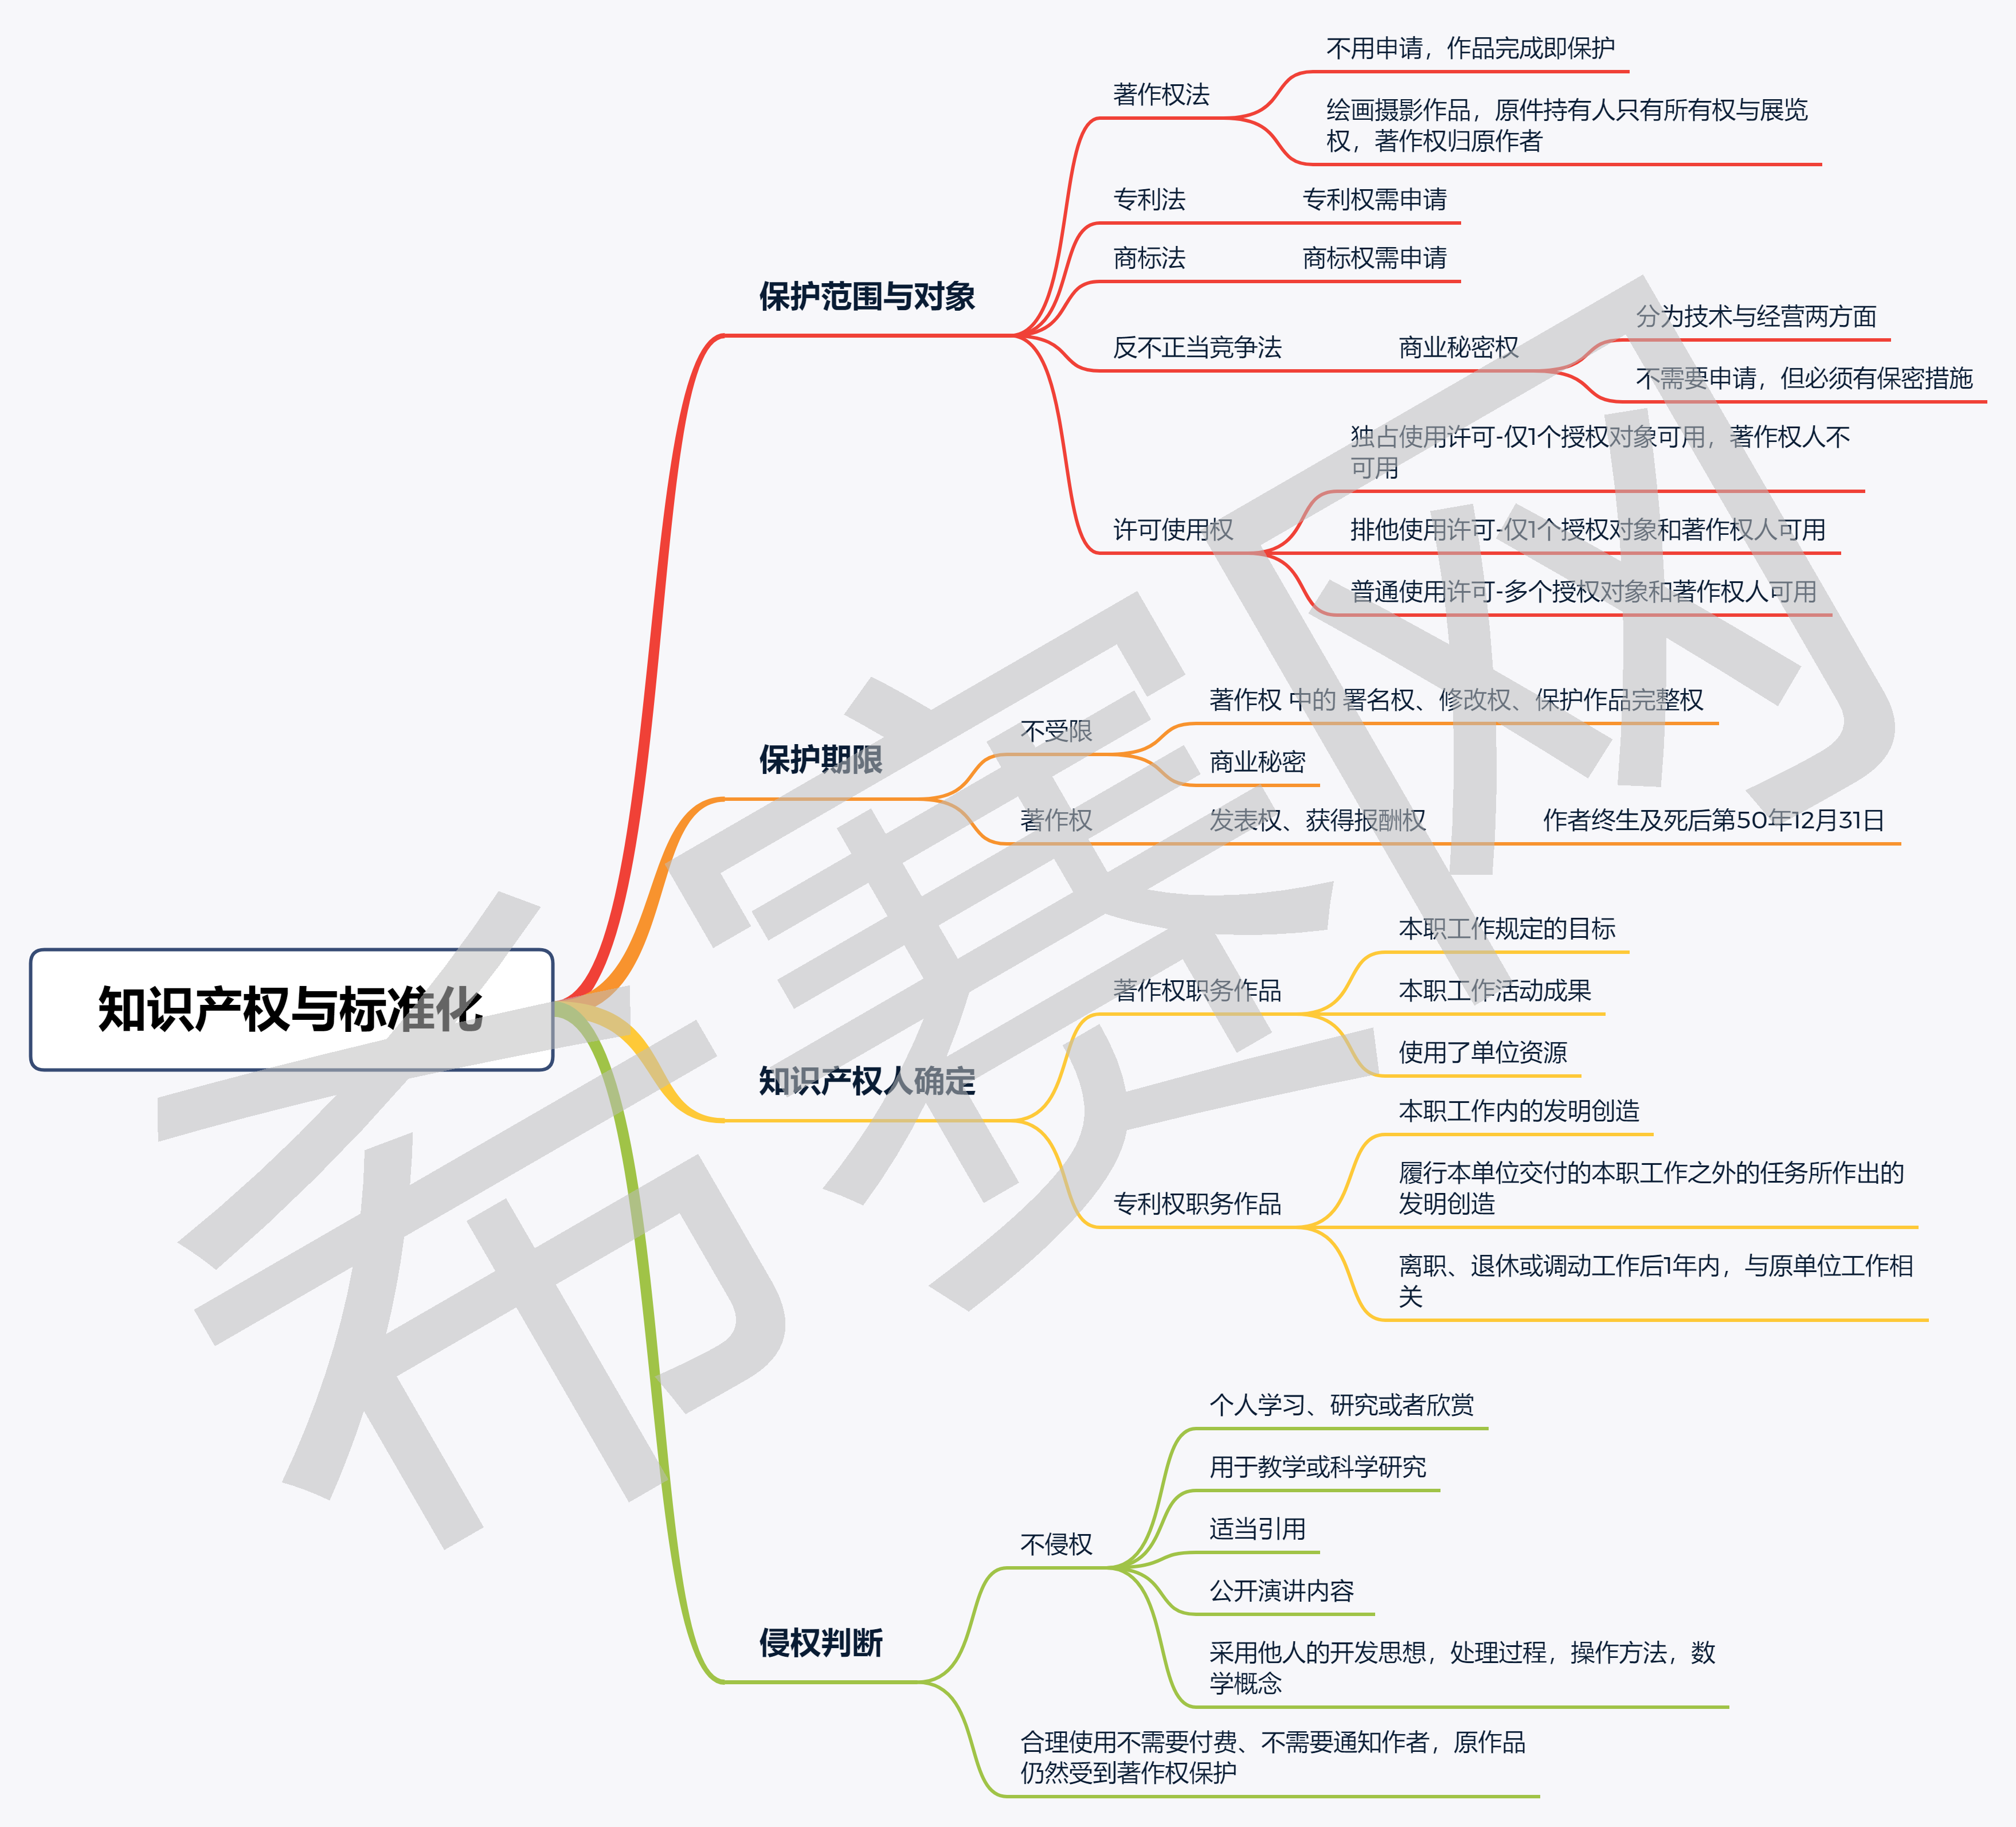 知识产权与标准化
保护范围与对象
著作权法
不用申请，作品完成即保护
绘画摄影作品，原件持有人只有所有权与展览
权，著作权归原作者
专利法
专利权需申请
商标法
商标权需申请
反不正当竞争法
商业秘密权
分为技术与经营两方面
不需要申请，但必须有保密措施
许可使用权
独占使用许可-仅1个授权对象可用，著作权人不
可用
排他使用许可-仅1个授权对象和著作权人可用
普通使用许可-多个授权对象和著作权人可用
保护期限
不受限
著作权 中的 署名权、修改权、保护作品完整权
商业秘密
著作权
发表权、获得报酬权
作者终生及死后第50年12月31日
知识产权人确定
著作权职务作品
本职工作规定的目标
本职工作活动成果
使用了单位资源
专利权职务作品
本职工作内的发明创造
履行本单位交付的本职工作之外的任务所作出的
发明创造
离职、退休或调动工作后1年内，与原单位工作相
关
侵权判断
不侵权
个人学习、研究或者欣赏
用于教学或科学研究
适当引用
公开演讲内容
采用他人的开发思想，处理过程，操作方法，数
学概念
合理使用不需要付费、不需要通知作者，原作品
仍然受到著作权保护
希赛网